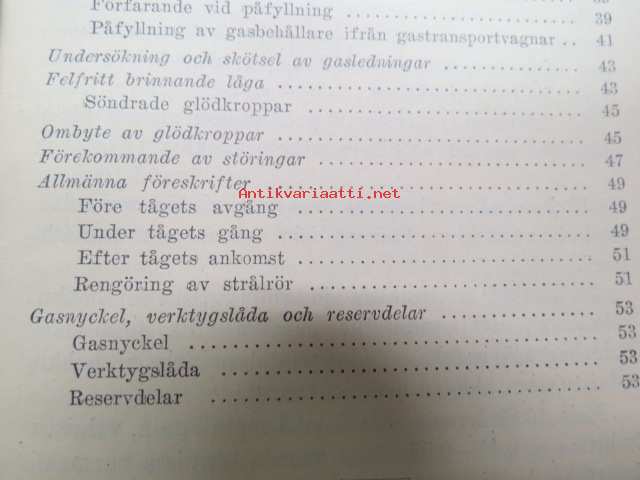 Förfarande vid påfyllning 39
Påfyllning av gasbehållare ifrån gastransportvagnar .. 41
Undersökning och skötsel av gasledningar .............. 43
Felfritt brinnande låga ................................ 43
Söndrade glödkroppar .............................. 45
Ombyte av glödkroppar ................................ 45
Förekommande av störingar ............................ 47
Allmänna föreskrifter ................................ 49
Antikvariaatti.net
Före tågets avgång ................................ 49
Under tågets gång ................................ 49
Efter tågets ankomst .............................. 51
Rengöring av strålrör .............................. 51
Gasnyckel, verktygslåda och reservdelar ................ 53
Gasnyckel ........................................ 53
Verktygslåda .................................... 53
Reservdelar ...................................... 53